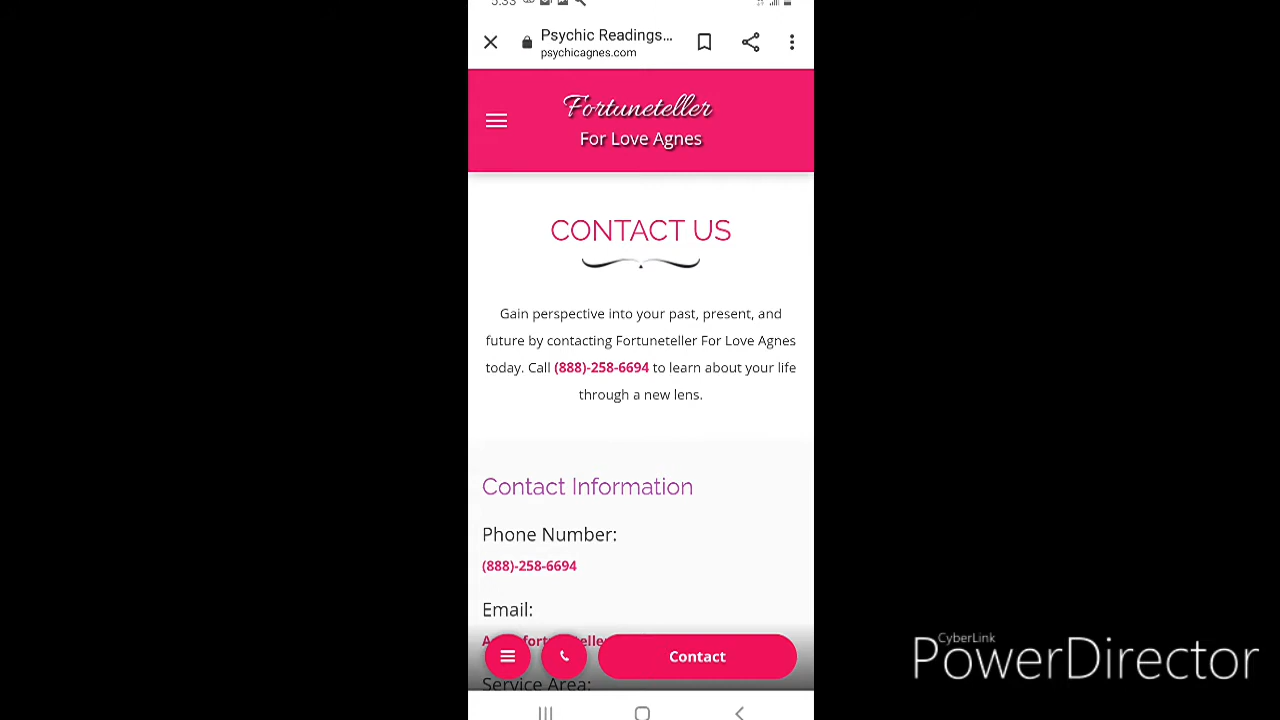 5:33
Psychic Readings...
psychicagnes.com
Fortuneteller
For Love Agnes
CONTACT US
Gain perspective into your past, present, and
future by contacting Fortuneteller For Love Agnes
today. Call (888)-258-6694 to learn about your life
through a new lens.
Contact Information
Phone Number:
(888)-258-6694
Email:
Contact
Service Area:
CyberLink
PowerDirector